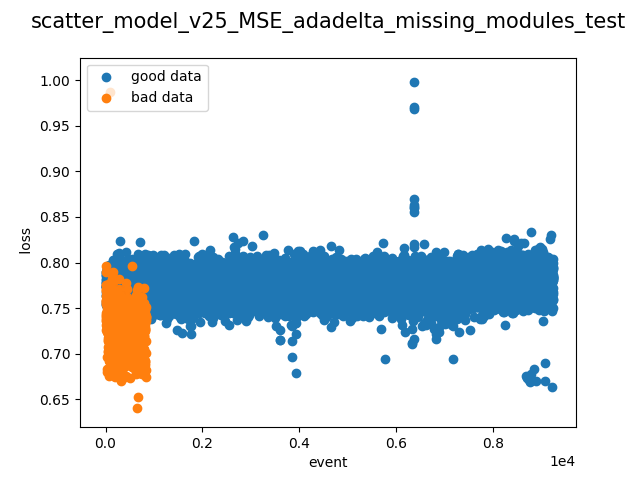 scatter_model_v25_MSE_adadelta_missing_modules_test
good data
bad data
1.00
0.95
0.90
0.85
0.80
0.75
0.70
0.65
loss
0.0
0.2
0.4
0.6
0.8
1e4
event